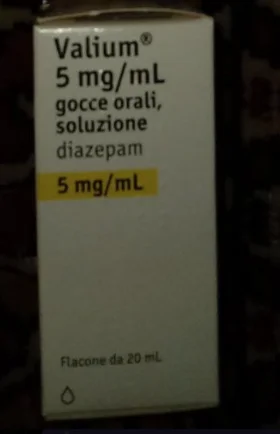 Valium®
5 mg/mL
gocce orali,
soluzione
diazepam
5 mg/mL
Flacone da 20 mL